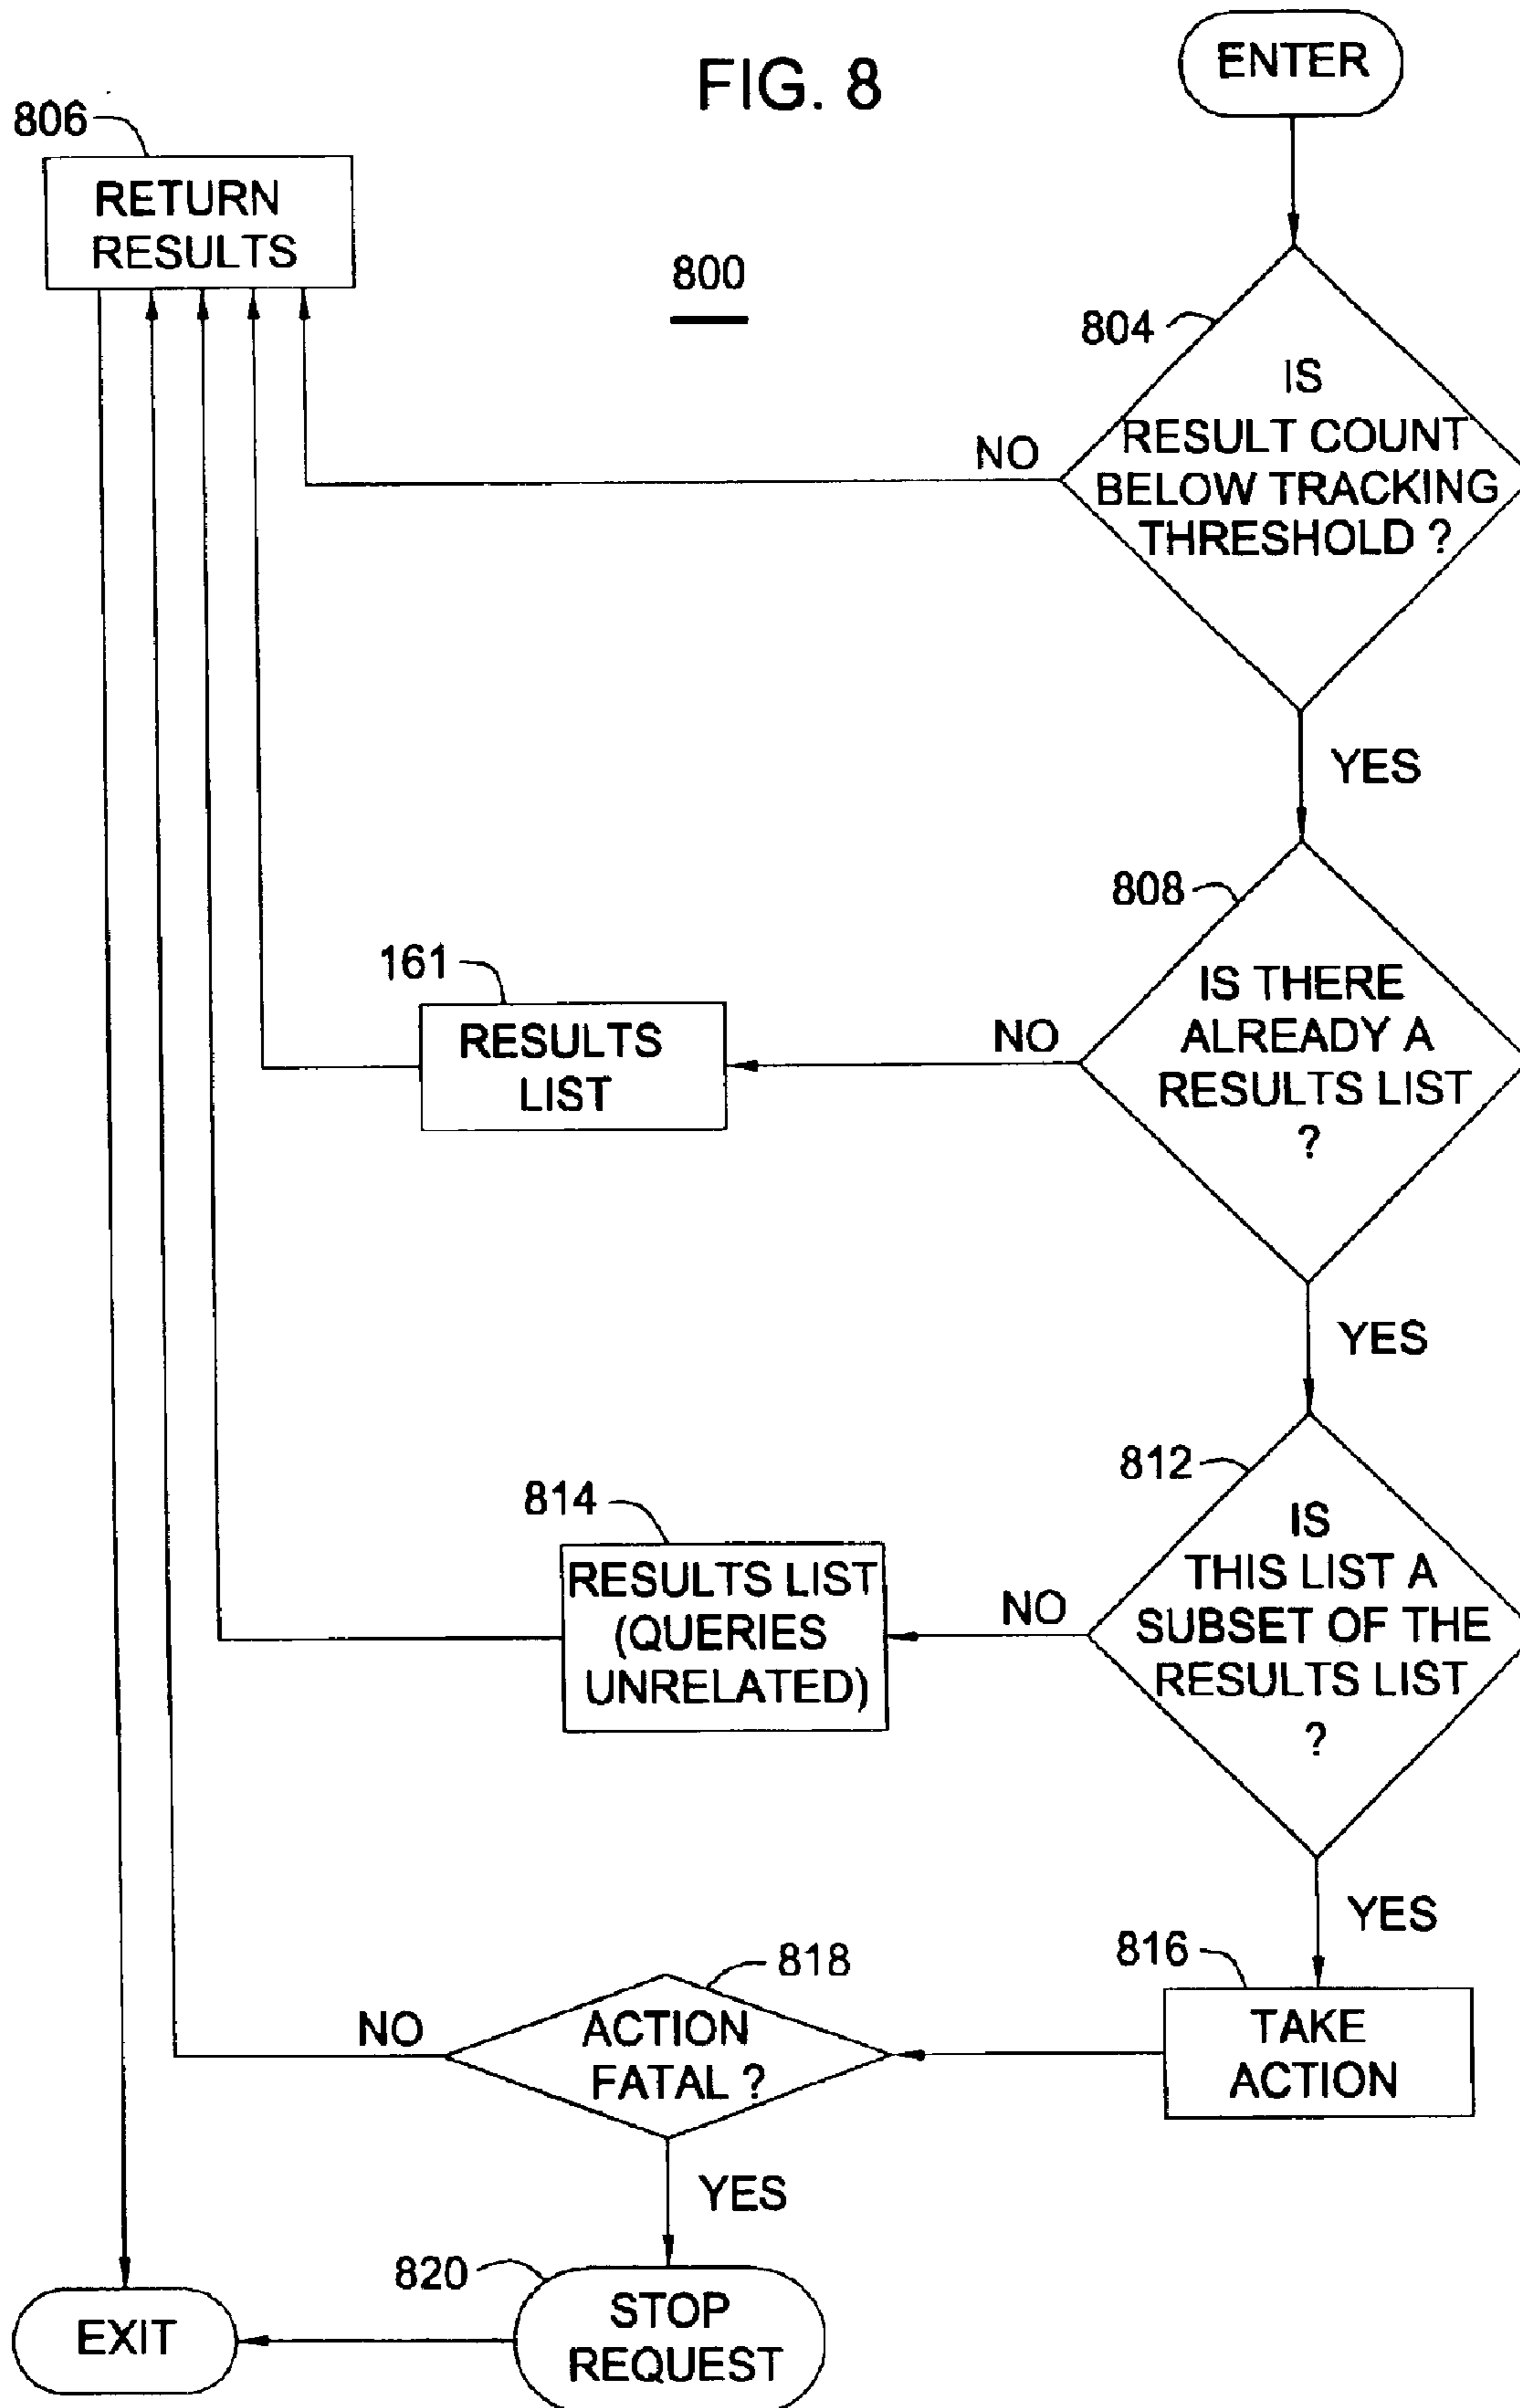 FIG. 8
ENTER
806
RETURN
RESULTS
800
804
IS
RESULT COUNT
BELOW TRACKING
THRESHOLD ?
NO
YES
808
IS THERE
ALREADY A
RESULTS LIST
?
NO
161
RESULTS
LIST
YES
812
IS
THIS LIST A
SUBSET OF THE
RESULTS LIST
?
NO
814
RESULTS LIST
(QUERIES
UNRELATED)
YES
816
TAKE
ACTION
818
ACTION
FATAL ?
NO
YES
820
STOP
REQUEST
EXIT